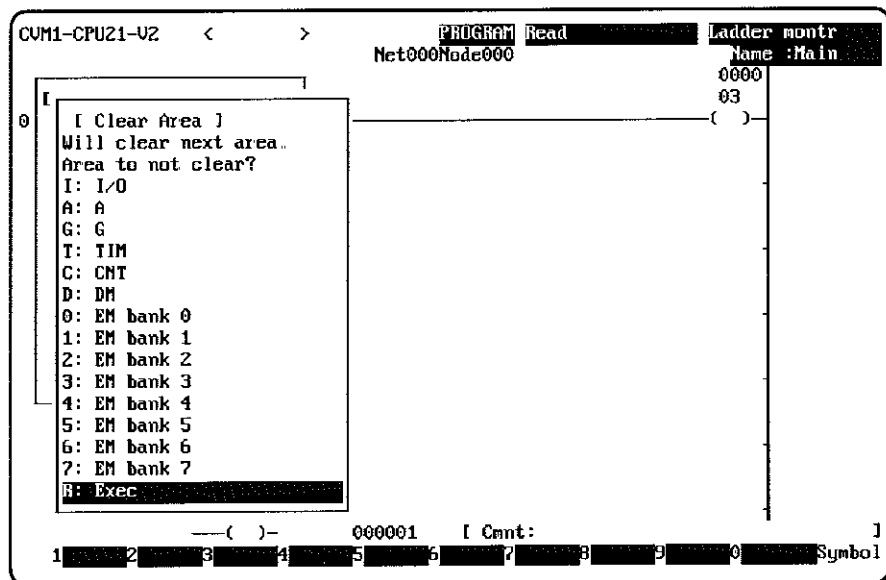 CVM1-CPU21-V2 < > PROGRAM Read Ladder montr
Net000Node000 Name :Main
0000
[ 03
0 [ Clear Area ] ( )
Will clear next area.
Area to not clear?
I: I/O
A: A
G: G
T: TIM
C: CNT
D: DM
0: EM bank 0
1: EM bank 1
2: EM bank 2
3: EM bank 3
4: EM bank 4
5: EM bank 5
6: EM bank 6
7: EM bank 7
R: Exec
—( )- 000001 [ Cmnt: ]
1 2 3 4 5 6 7 8 9 0 Symbol